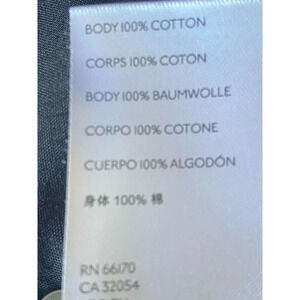 BODY 100% COTTON
CORPS 100% COTON
BODY 100% BAUMWOLLE
CORPO 100% COTONE
CUERPO 100% ALGODÓN
身体 100% 棉
RN 66170
CA 32054